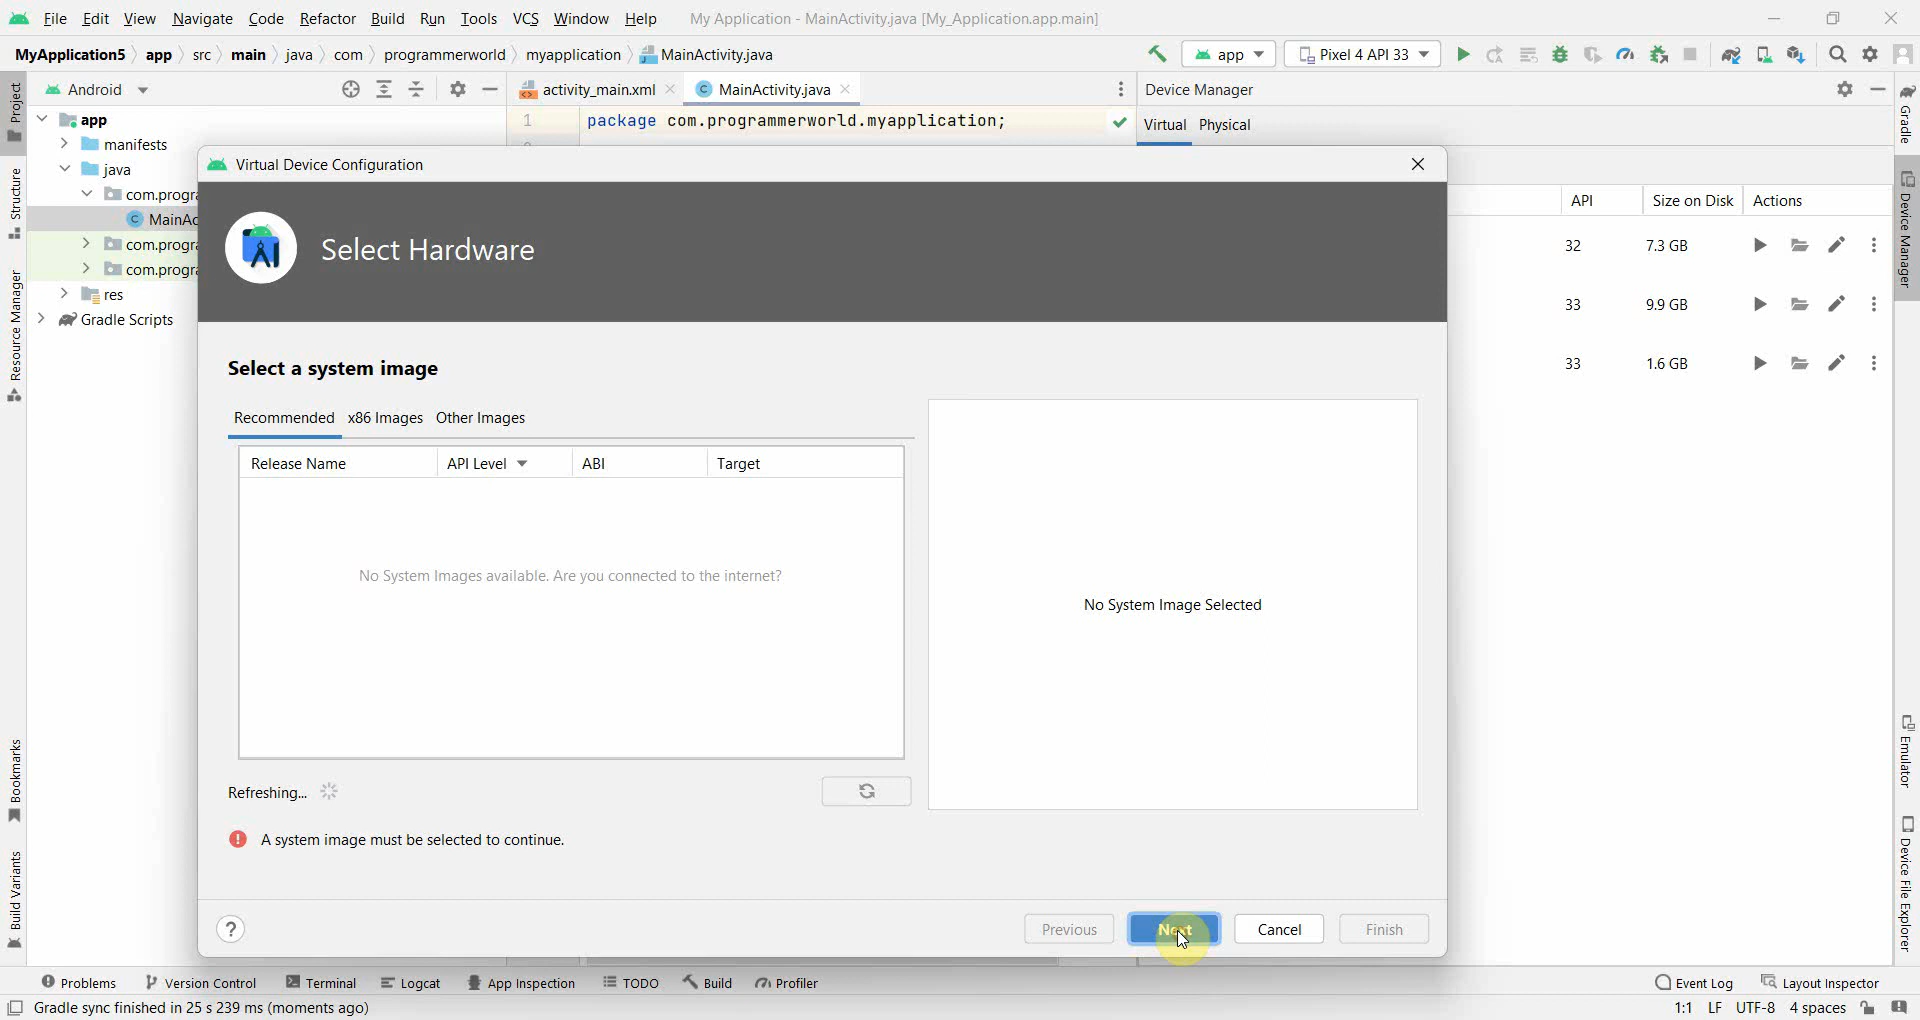 File Edit View Navigate Code Refactor Build Run Tools VCS Window Help My Application - MainActivity.java [My_Application.app.main]
MyApplication5 app src main java com programmerworld myapplication MainActivity.java app Pixel 4 API 33
Project
Structure
Resource Manager
Bookmarks
Build Variants
Android
app
manifests
java
com.progra
MainAc
com.progra
com.progra
res
Gradle Scripts
activity_main.xml MainActivity.java
1 package com.programmerworld.myapplication;
Device Manager
Virtual Physical
API Size on Disk Actions
32 7.3 GB
33 9.9 GB
33 1.6 GB
Gradle
Device Manager
Emulator
Device File Explorer
Virtual Device Configuration
Select Hardware
Select a system image
Recommended x86 Images Other Images
Release Name API Level ABI Target
No System Images available. Are you connected to the internet?
No System Image Selected
Refreshing...
A system image must be selected to continue.
? Previous Next Cancel Finish
Problems Version Control Terminal Logcat App Inspection TODO Build Profiler Event Log Layout Inspector
Gradle sync finished in 25 s 239 ms (moments ago) 1:1 LF UTF-8 4 spaces